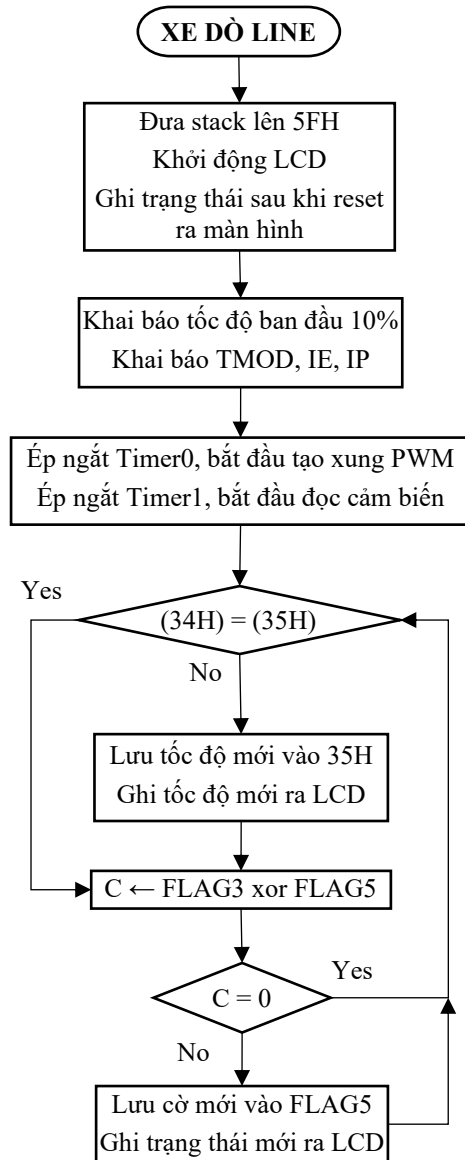 XE DÒ LINE
Đưa stack lên 5FH
Khởi động LCD
Ghi trạng thái sau khi reset
ra màn hình
Khai báo tốc độ ban đầu 10%
Khai báo TMOD, IE, IP
Ép ngắt Timer0, bắt đầu tạo xung PWM
Ép ngắt Timer1, bắt đầu đọc cảm biến
Yes
(34H) = (35H)
No
Lưu tốc độ mới vào 35H
Ghi tốc độ mới ra LCD
C ← FLAG3 xor FLAG5
Yes
C = 0
No
Lưu cờ mới vào FLAG5
Ghi trạng thái mới ra LCD